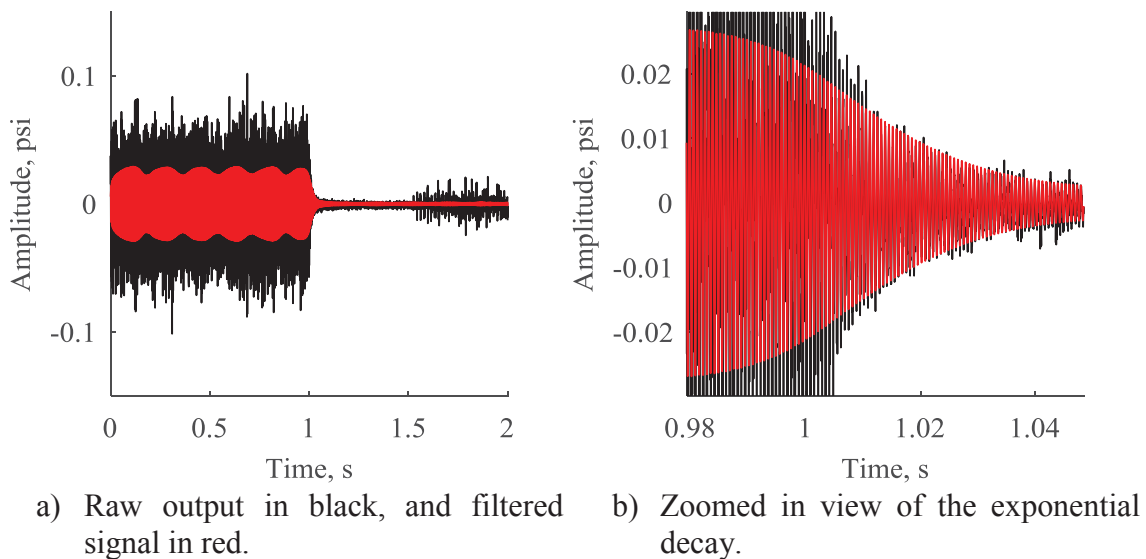 Amplitude, psi
0.1
0
-0.1
0
0.5
1
1.5
2
Time, s
a) Raw output in black, and filtered
signal in red.
Amplitude, psi
0.02
0.01
0
-0.01
-0.02
0.98
1
1.02
1.04
Time, s
b) Zoomed in view of the exponential
decay.